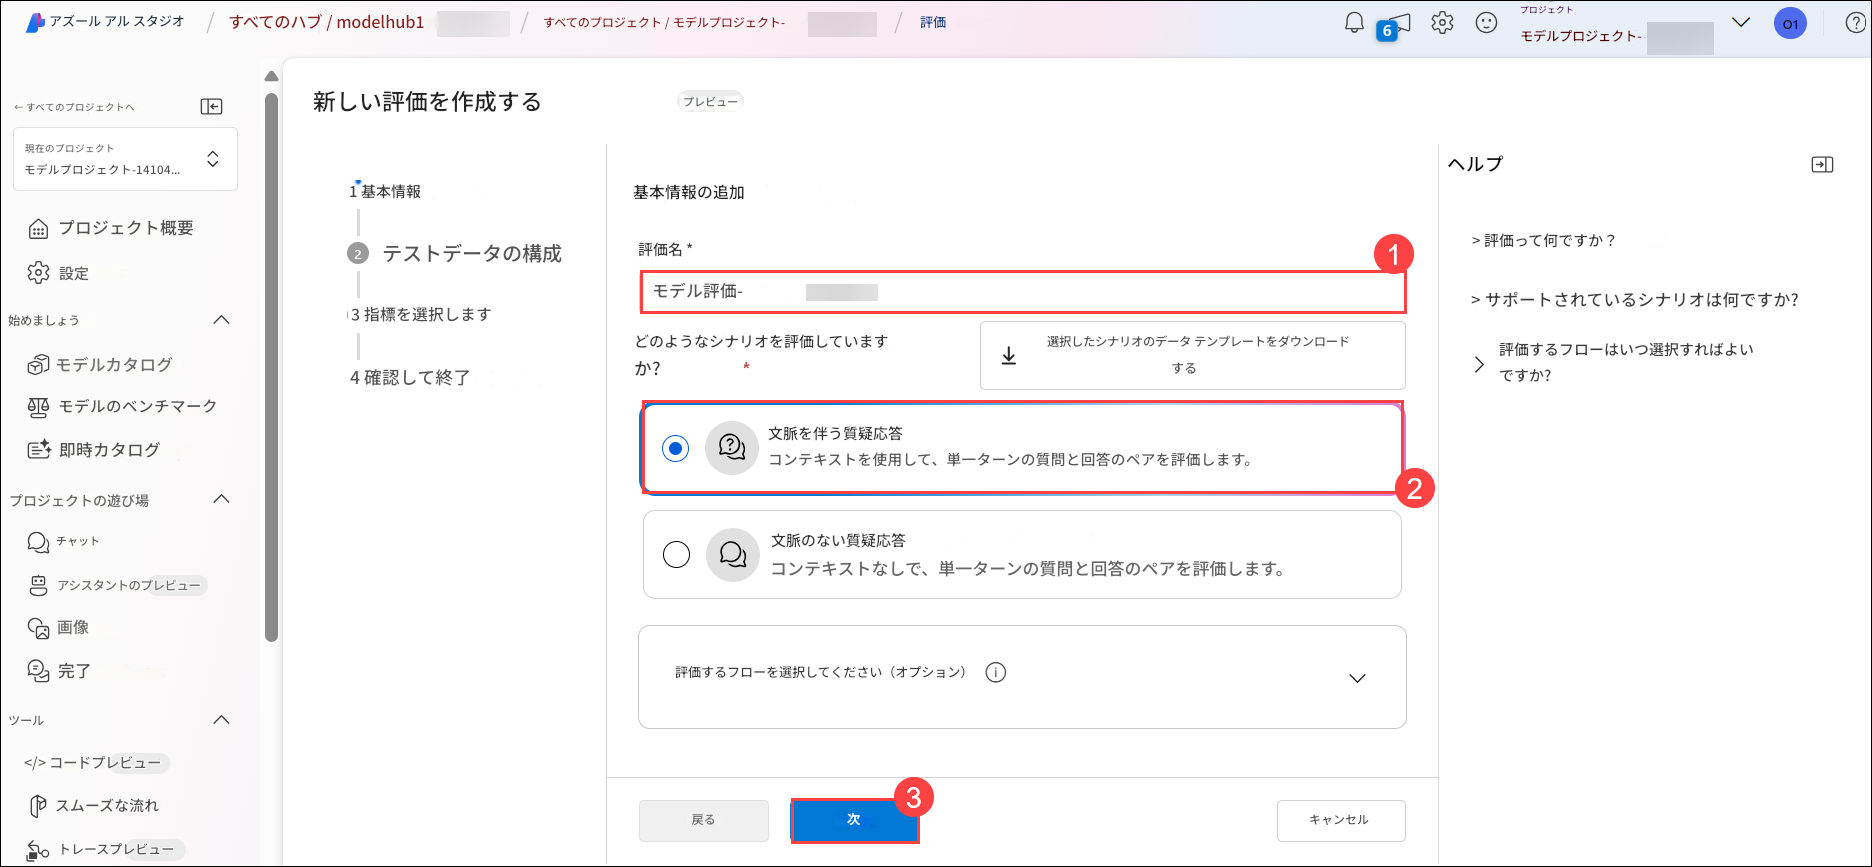 アズール アル スタジオ / すべてのハブ / modelhub1 / すべてのプロジェクト / モデルプロジェクト- / 評価
6
プロジェクト
モデルプロジェクト-
01
←すべてのプロジェクトへ
現在のプロジェクト
モデルプロジェクト-14104...
プロジェクト概要
設定
始めましょう
モデルカタログ
モデルのベンチマーク
即時カタログ
プロジェクトの遊び場
チャット
アシスタントのプレビュー
画像
完了
ツール
</> コードプレビュー
スムーズな流れ
トレースプレビュー
新しい評価を作成する
プレビュー
1 基本情報
2 テストデータの構成
3 指標を選択します
4 確認して終了
基本情報の追加
評価名 *
1
モデル評価-
どのようなシナリオを評価しています
か? *
選択したシナリオのデータ テンプレートをダウンロード
する
文脈を伴う質疑応答
コンテキストを使用して、単一ターンの質問と回答のペアを評価します。
2
文脈のない質疑応答
コンテキストなしで、単一ターンの質問と回答のペアを評価します。
評価するフローを選択してください（オプション）
戻る
次
3
キャンセル
ヘルプ
> 評価って何ですか？
> サポートされているシナリオは何ですか?
評価するフローはいつ選択すればよい
ですか?